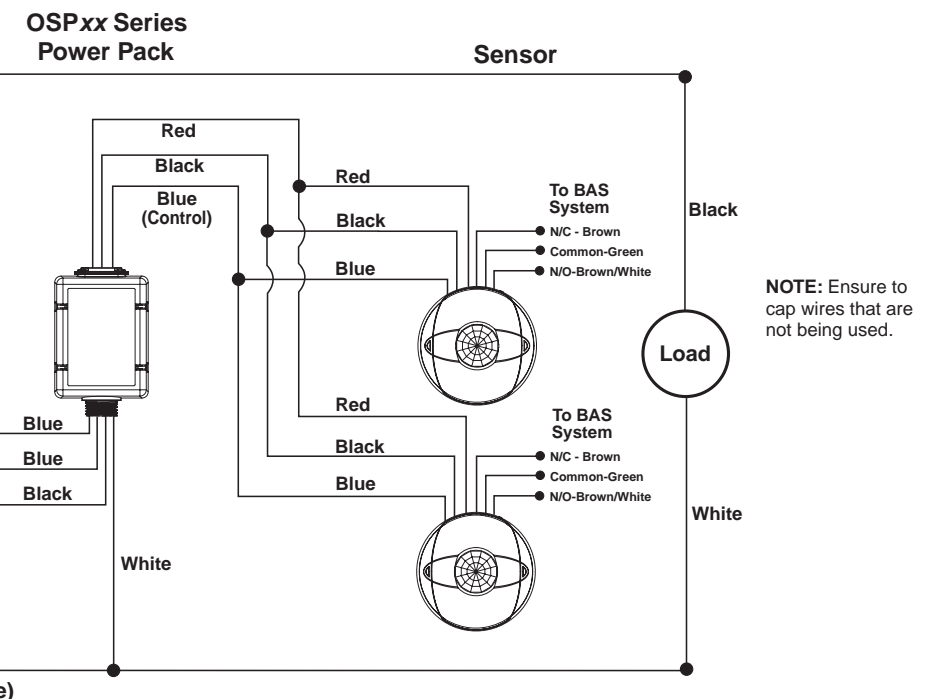 OSPxx Series
Power Pack
Sensor
Red
Black
Blue
(Control)
Red
Black
Blue
To BAS
System
N/C - Brown
Common-Green
N/O-Brown/White
Black
NOTE: Ensure to
cap wires that are
not being used.
Load
Blue
Blue
Black
White
Red
Black
Blue
To BAS
System
N/C - Brown
Common-Green
N/O-Brown/White
White
e)